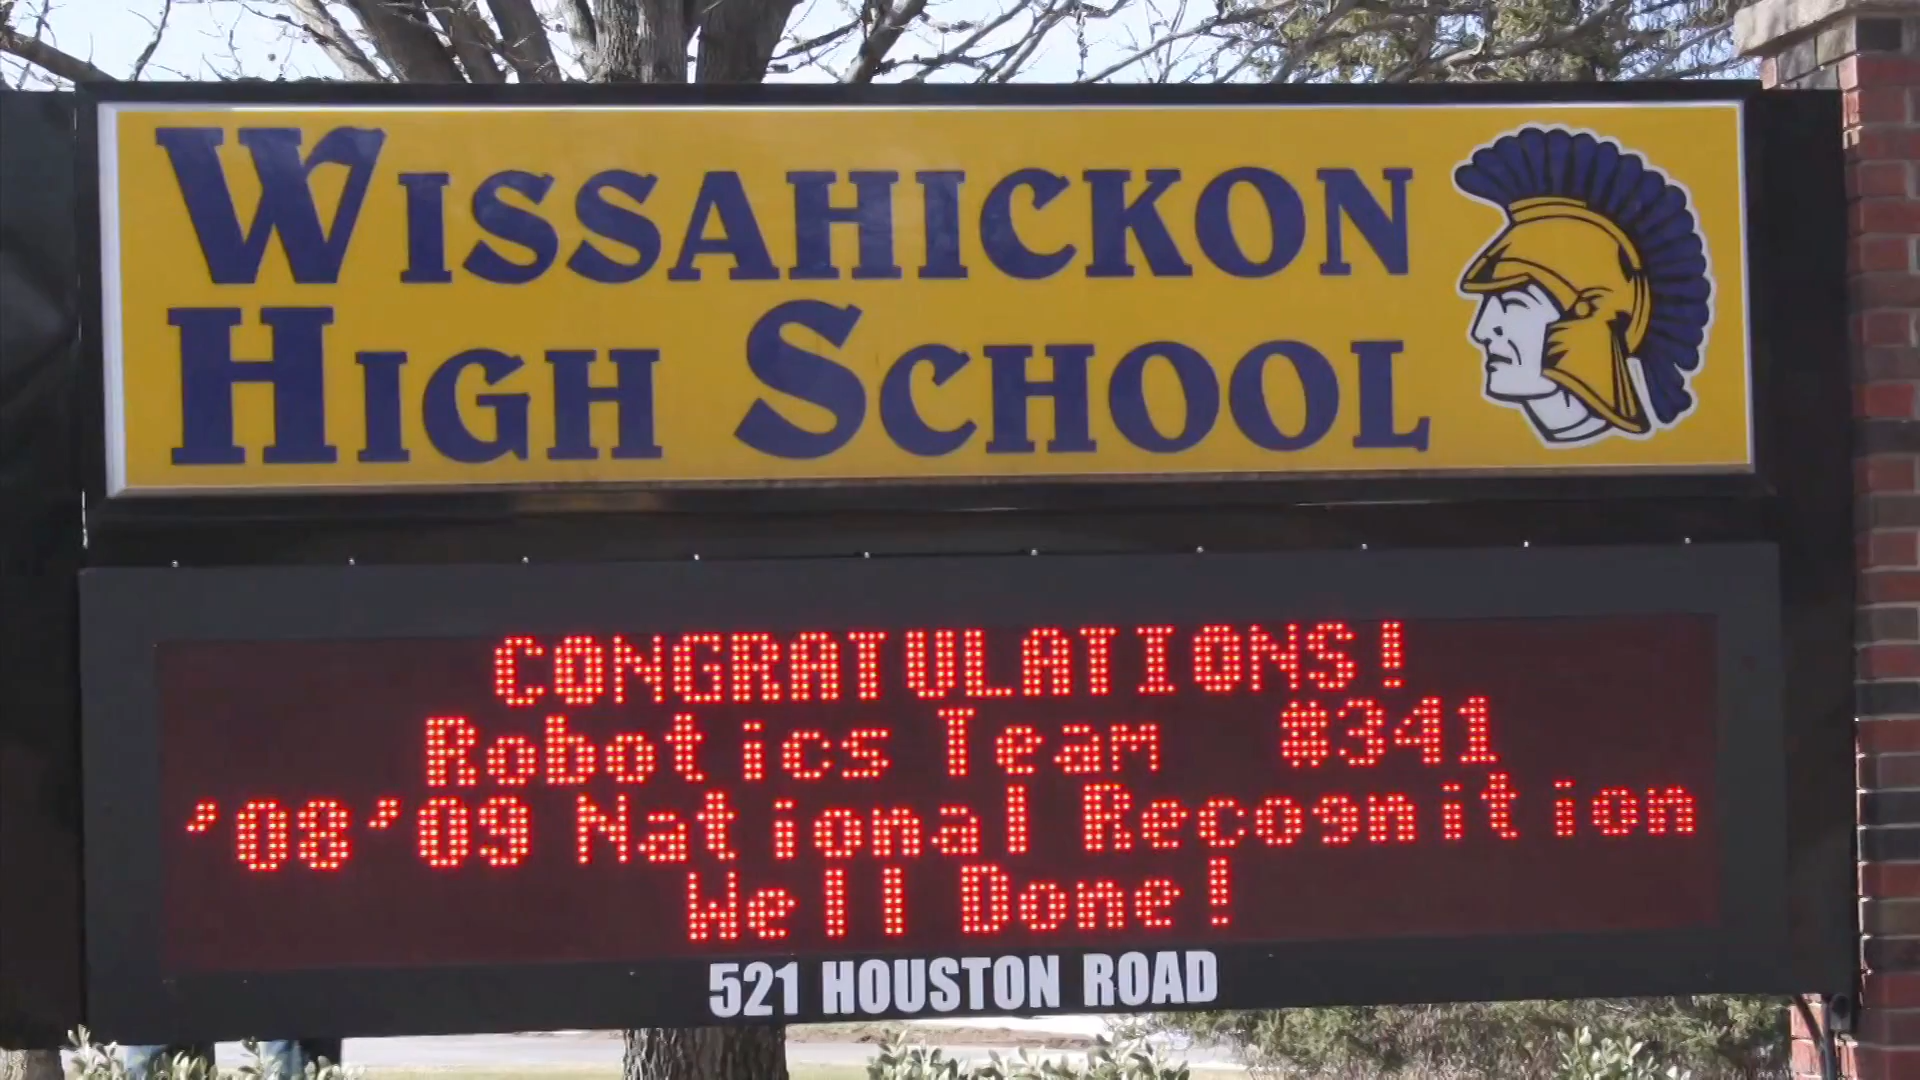 WISSAHICKON
HIGH SCHOOL
CONGRATULATIONS!
Robotics Team #341
'08'09 National Recognition
Well Done!
521 HOUSTON ROAD